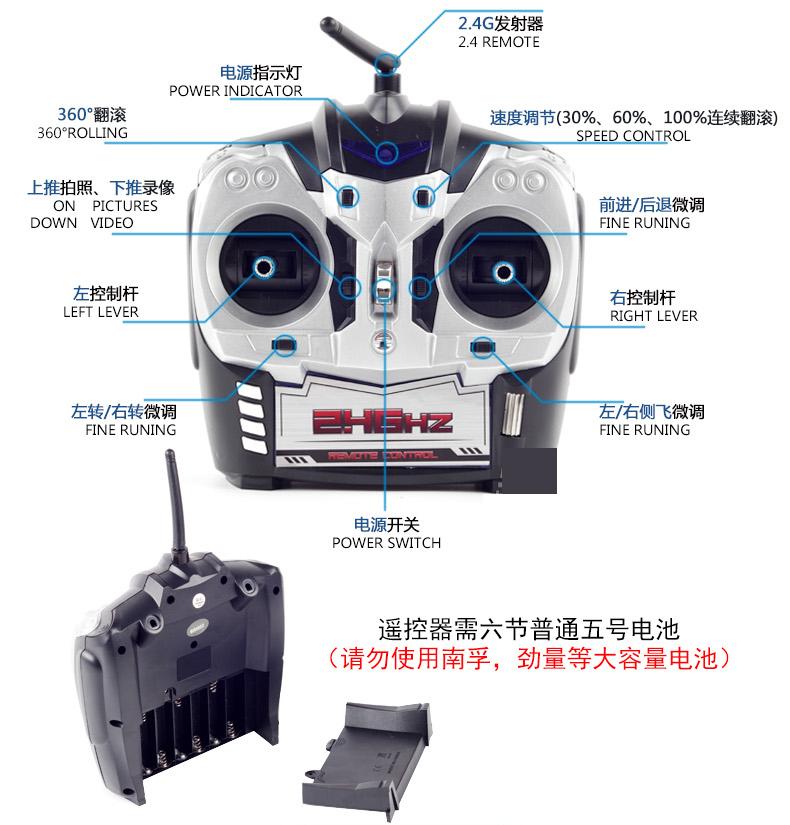 2.4G发射器
2.4 REMOTE
电源指示灯
POWER INDICATOR
360°翻滚
360°ROLLING
速度调节(30%、60%、100%连续翻滚)
SPEED CONTROL
上推拍照、下推录像
ON PICTURES
DOWN VIDEO
前进/后退微调
FINE RUNING
左控制杆
LEFT LEVER
右控制杆
RIGHT LEVER
左转/右转微调
FINE RUNING
左/右侧飞微调
FINE RUNING
2H6HZ
REMOTE CONTROL
电源开关
POWER SWITCH
遥控器需六节普通五号电池
（请勿使用南孚，劲量等大容量电池）